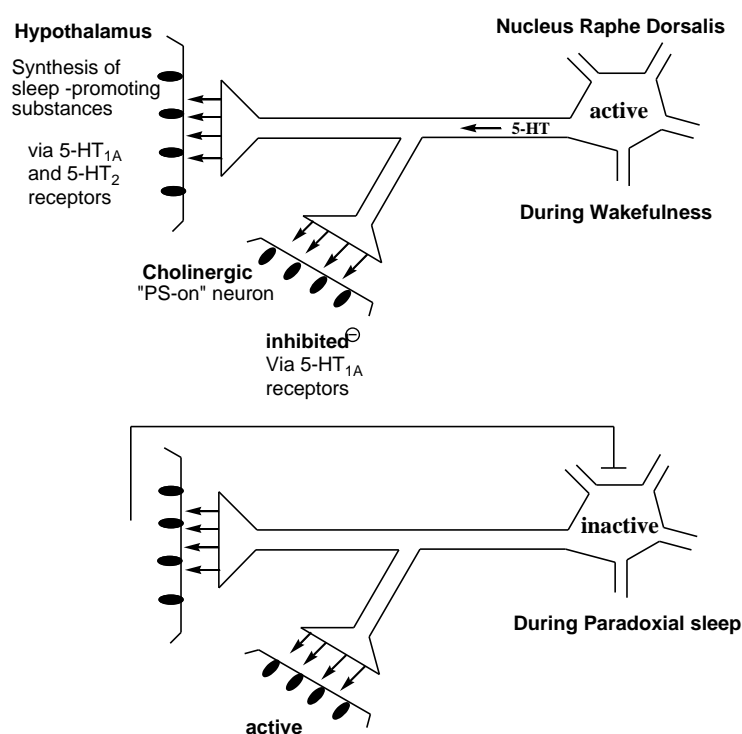 Hypothalamus
Nucleus Raphe Dorsalis
Synthesis of
sleep -promoting
substances
active
5-HT
via 5-HT1A
and 5-HT2
receptors
During Wakefulness
Cholinergic
"PS-on" neuron
inhibited⊖
Via 5-HT1A
receptors
inactive
During Paradoxial sleep
active